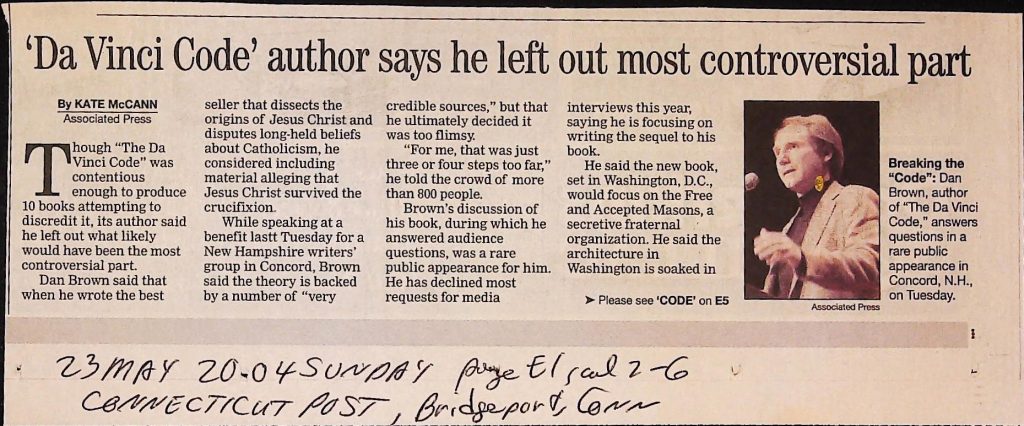 'Da Vinci Code' author says he left out most controversial part
By KATE McCANN
Associated Press
Though "The Da
Vinci Code" was
contentious
enough to produce
10 books attempting to
discredit it, its author said
he left out what likely
would have been the most
controversial part.
Dan Brown said that
when he wrote the best
seller that dissects the
origins of Jesus Christ and
disputes long-held beliefs
about Catholicism, he
considered including
material alleging that
Jesus Christ survived the
crucifixion.
While speaking at a
benefit lastt Tuesday for a
New Hampshire writers'
group in Concord, Brown
said the theory is backed
by a number of "very
credible sources," but that
he ultimately decided it
was too flimsy.
"For me, that was just
three or four steps too far,"
he told the crowd of more
than 800 people.
Brown's discussion of
his book, during which he
answered audience
questions, was a rare
public appearance for him.
He has declined most
requests for media
interviews this year,
saying he is focusing on
writing the sequel to his
book.
He said the new book,
set in Washington, D.C.,
would focus on the Free
and Accepted Masons, a
secretive fraternal
organization. He said the
architecture in
Washington is soaked in
➤ Please see 'CODE' on E5
Associated Press
Breaking the
"Code": Dan
Brown, author
of "The Da Vinci
Code," answers
questions in a
rare public
appearance in
Concord, N.H.,
on Tuesday.
23 MAY 20-04 SUNDAY page E1, col 2-6
CONNECTICUT POST, Bridgeport, Conn